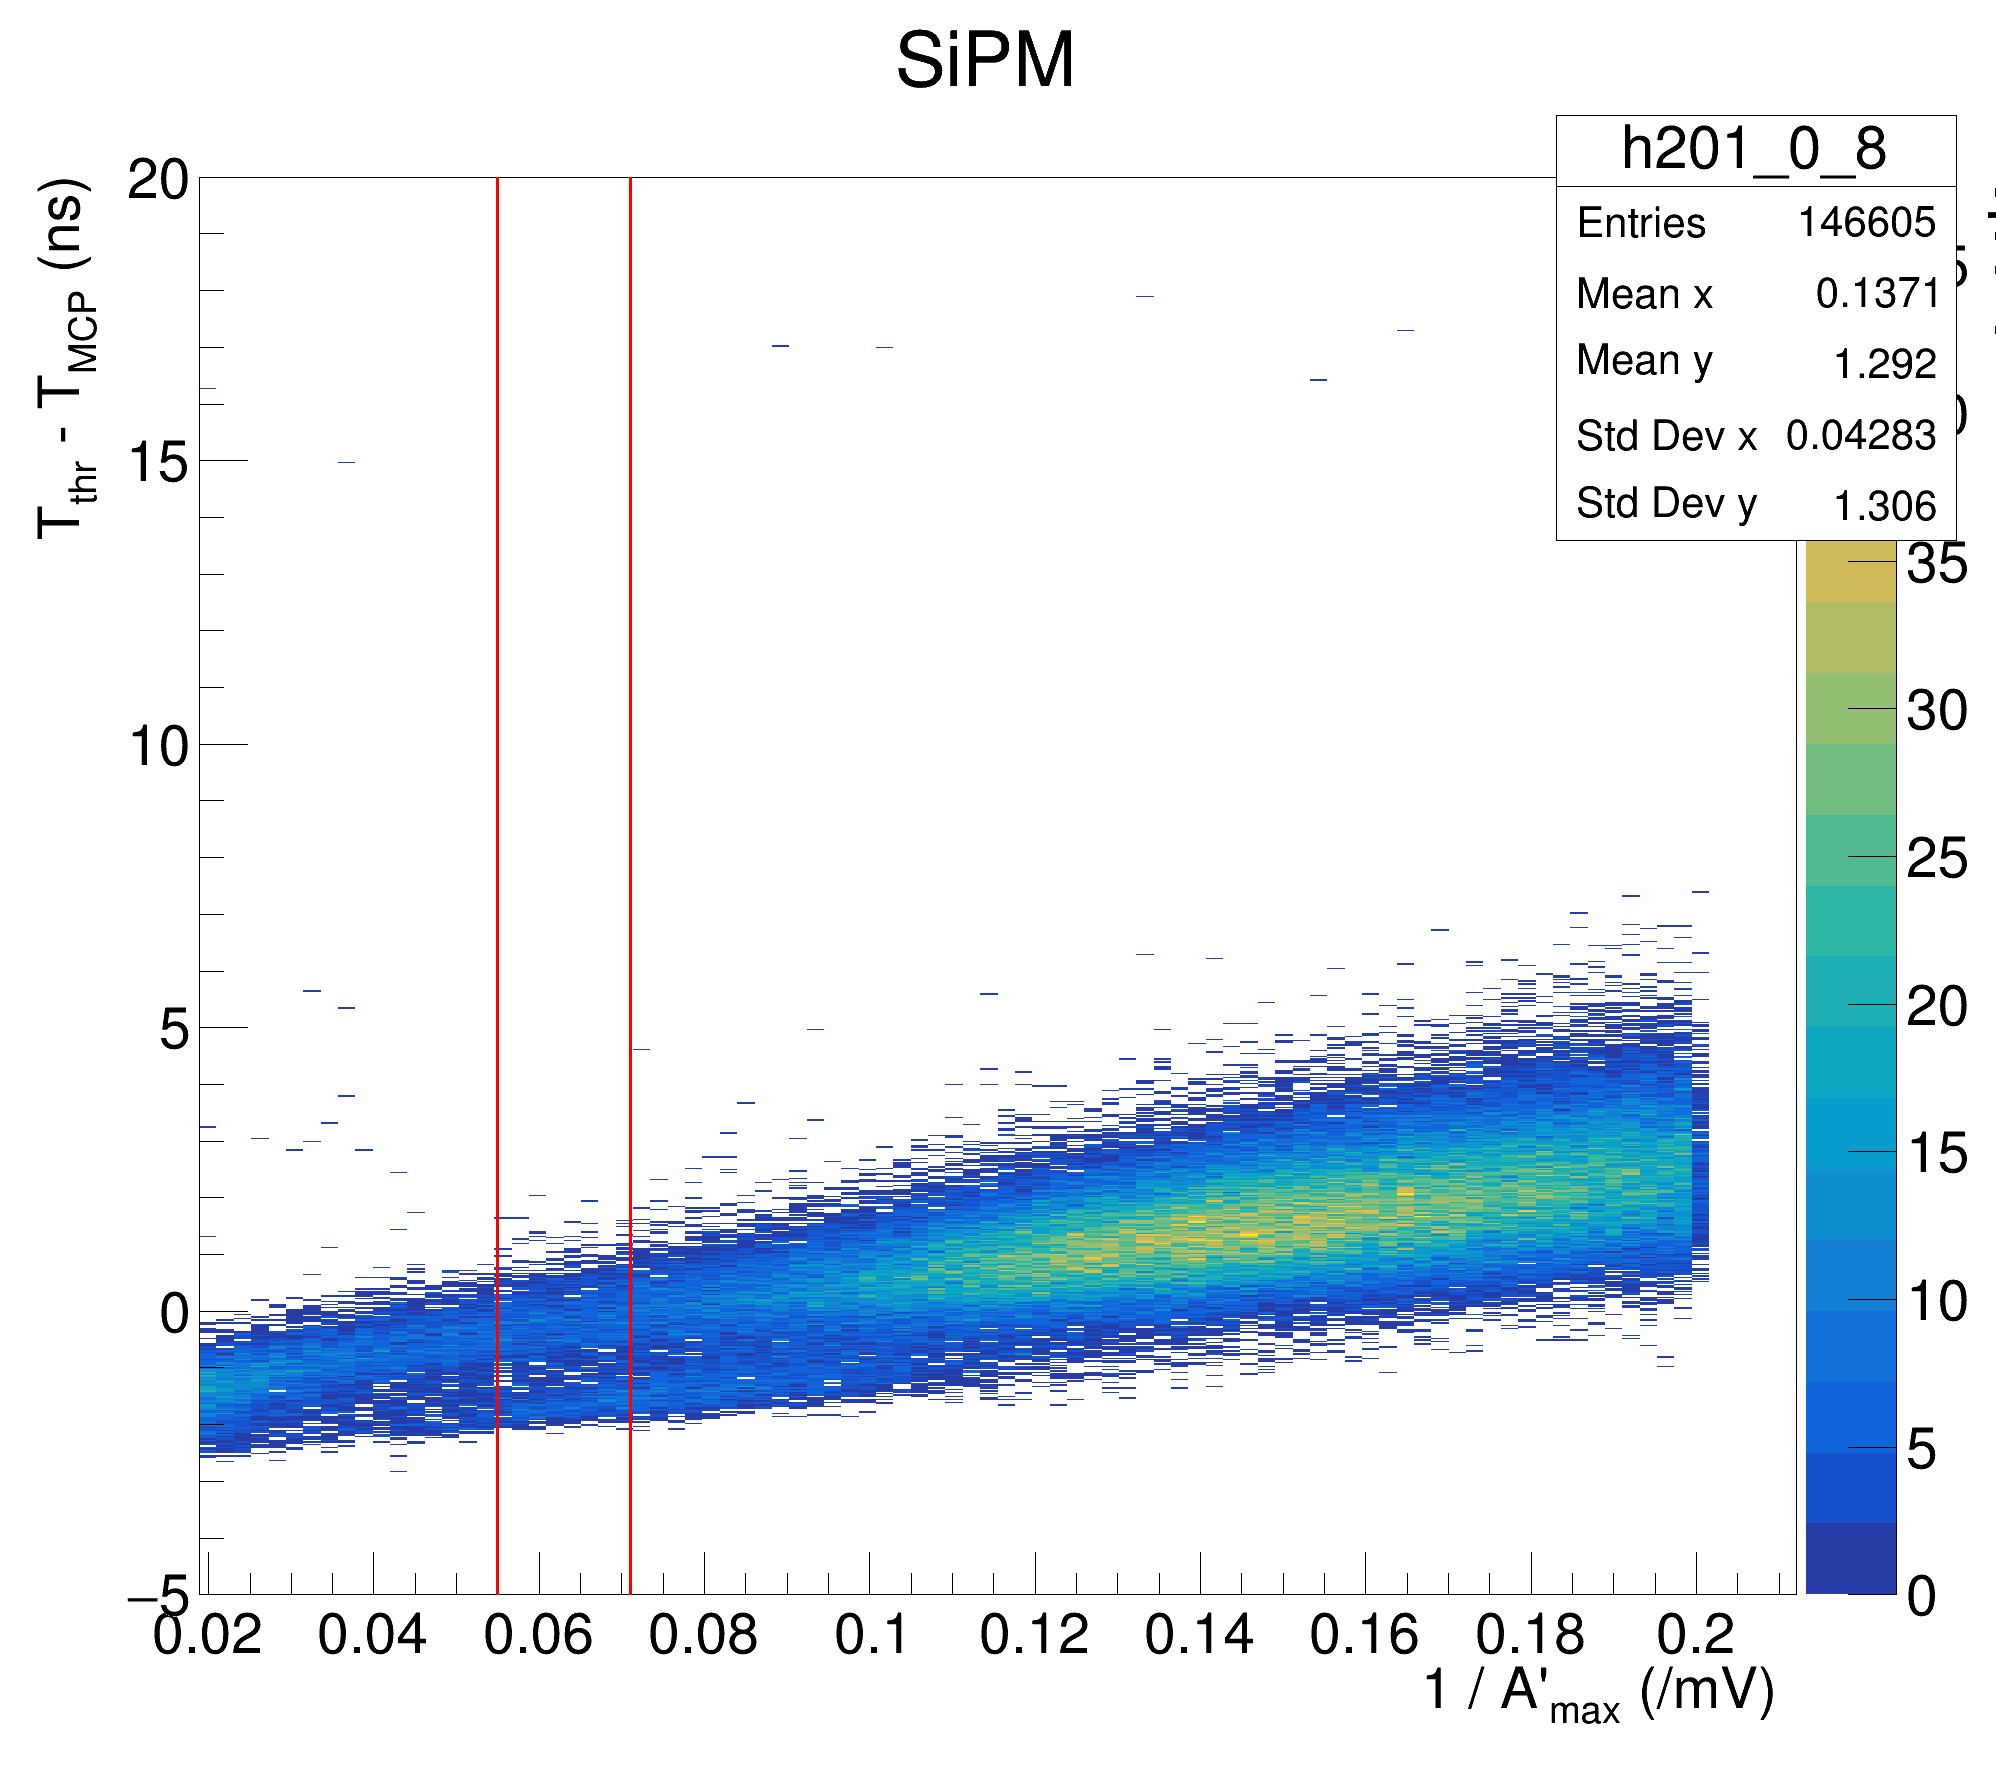 SiPM
h201_0_8
Entries 146605
Mean x 0.1371
Mean y 1.292
Std Dev x 0.04283
Std Dev y 1.306
T_thr - T_MCP (ns)
20
15
10
5
0
−5
0.02 0.04 0.06 0.08 0.1 0.12 0.14 0.16 0.18 0.2
1 / A'_max (/mV)
35
30
25
20
15
10
5
0